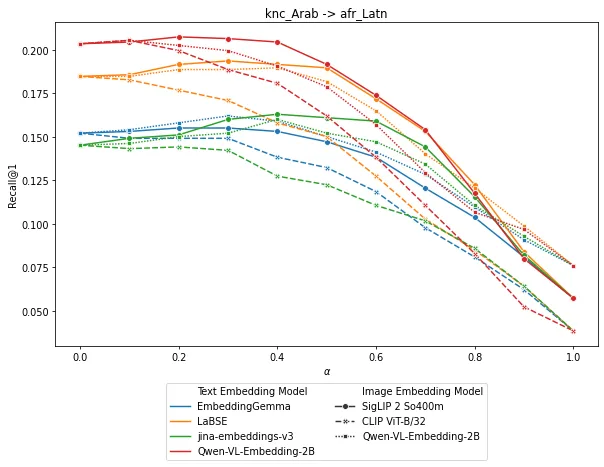 knc_Arab -> afr_Latn
Recall@1
0.200
0.175
0.150
0.125
0.100
0.075
0.050
0.0
0.2
0.4
0.6
0.8
1.0
α
Text Embedding Model
EmbeddingGemma
LaBSE
jina-embeddings-v3
Qwen-VL-Embedding-2B
Image Embedding Model
SigLIP 2 So400m
CLIP ViT-B/32
Qwen-VL-Embedding-2B